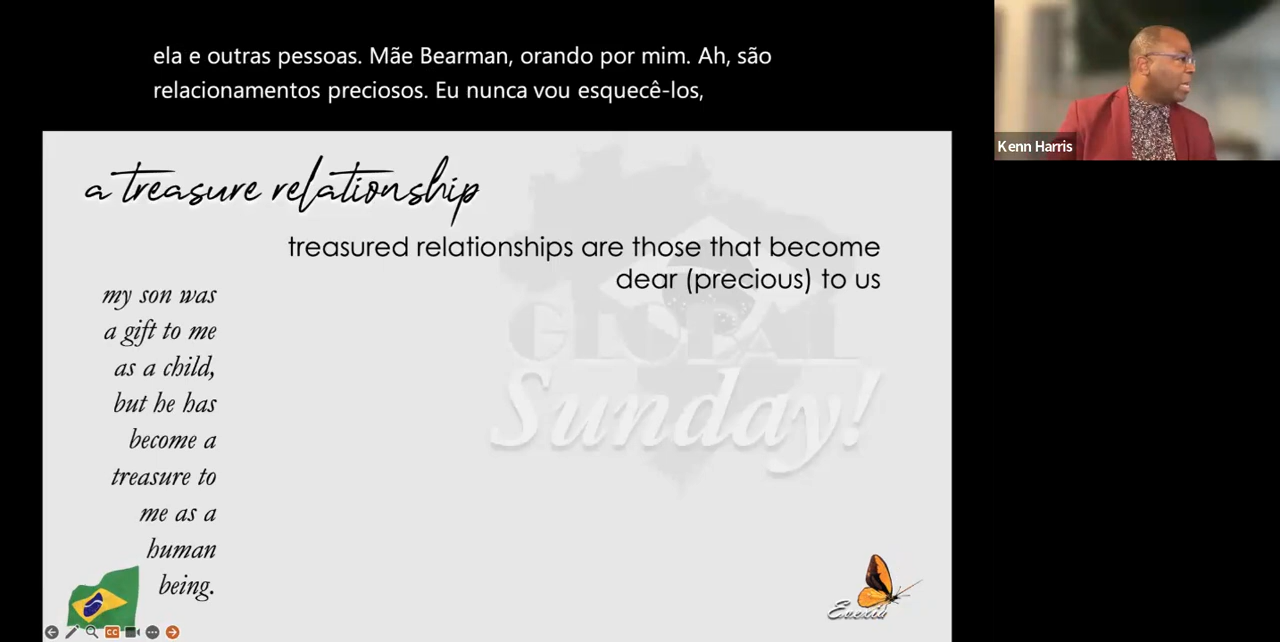 ela e outras pessoas. Mãe Bearman, orando por mim. Ah, são
relacionamentos preciosos. Eu nunca vou esquecê-los,
Kenn Harris
a treasure relationship
treasured relationships are those that become
dear (precious) to us
my son was
a gift to me
as a child,
but he has
become a
treasure to
me as a
human
being.
GLOBAL
Sunday!
CC